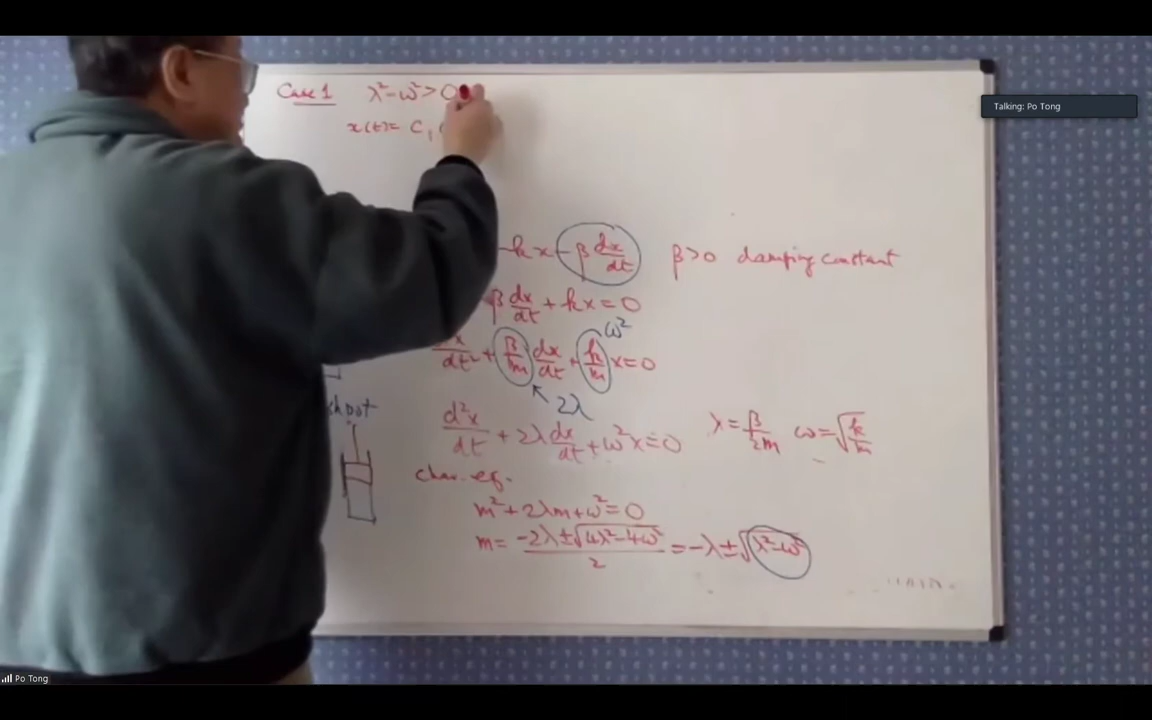 Case 1 λ²-ω²>0
Talking: Po Tong
x(t)= C₁
-kx -β dx/dt β>0 damping constant
β dx/dt + kx=0
ω²
dt² + β/m dx/dt + k/m x=0
2λ
d²x/dt + 2λ dx/dt + ω²x=0 λ=β/2m ω=√k/m
char. eq.
m²+2λm+ω²=0
m= -2λ±√4λ²-4ω²/2 = -λ±√λ²-ω²
Po Tong